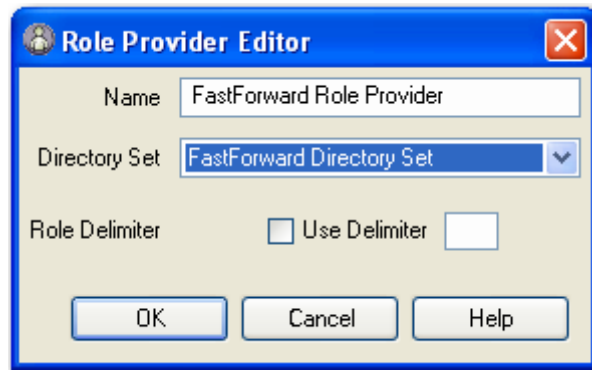 Role Provider Editor
Name FastForward Role Provider
Directory Set FastForward Directory Set
Role Delimiter Use Delimiter
OK Cancel Help